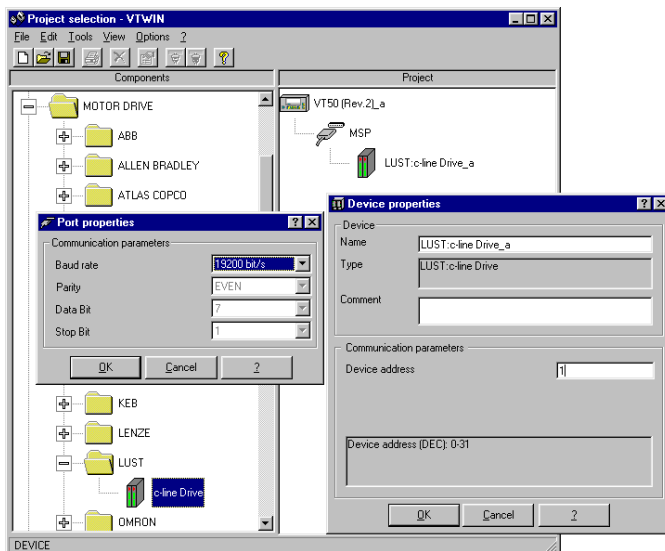 Project selection - VTWIN
File Edit Tools View Options ?
Components
Project
MOTOR DRIVE
ABB
ALLEN BRADLEY
ATLAS COPCO
KEB
LENZE
LUST
c-line Drive
OMRON
DEVICE
VT50 (Rev.2)_a
MSP
LUST:c-line Drive_a
Port properties
Communication parameters
Baud rate 19200 bit/s
Parity EVEN
Data Bit 7
Stop Bit 1
OK Cancel ?
Device properties
Device
Name LUST:c-line Drive_a
Type LUST:c-line Drive
Comment
Communication parameters
Device address 1
Device address (DEC): 0-31
OK Cancel ?